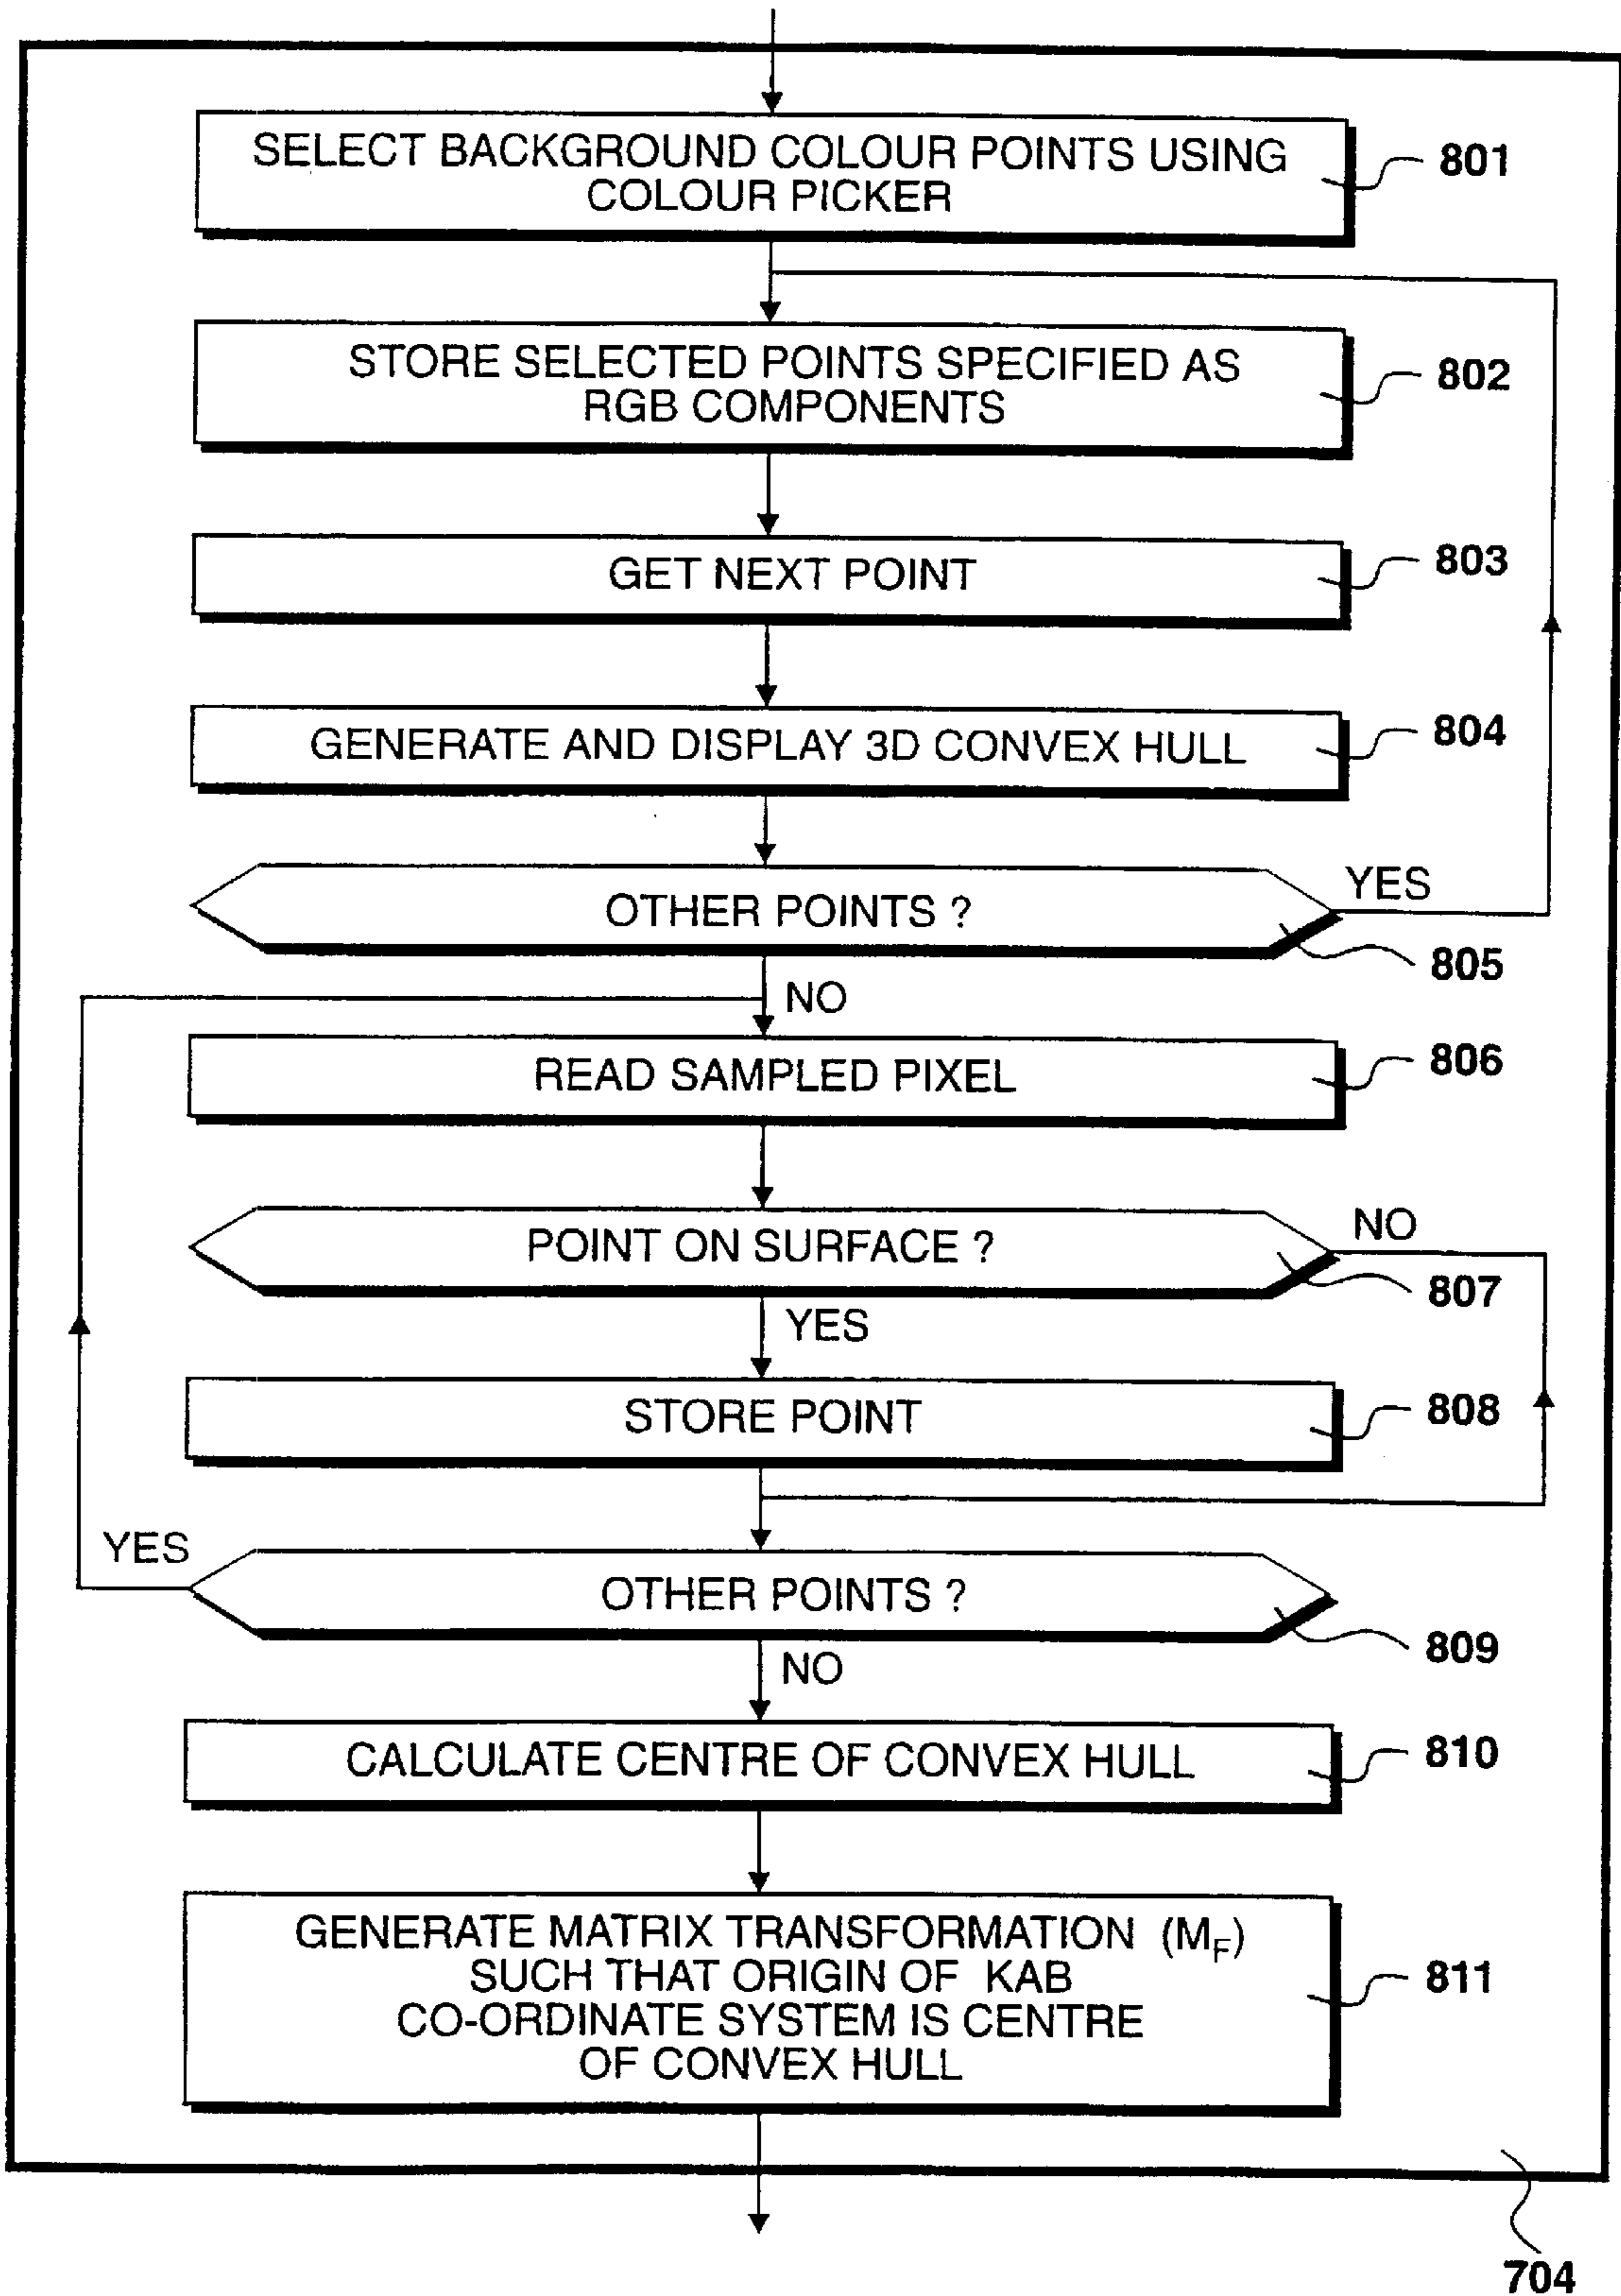 SELECT BACKGROUND COLOUR POINTS USING
COLOUR PICKER
801
STORE SELECTED POINTS SPECIFIED AS
RGB COMPONENTS
802
GET NEXT POINT
803
GENERATE AND DISPLAY 3D CONVEX HULL
804
OTHER POINTS ?
YES
805
NO
READ SAMPLED PIXEL
806
POINT ON SURFACE ?
NO
807
YES
STORE POINT
808
YES
OTHER POINTS ?
809
NO
CALCULATE CENTRE OF CONVEX HULL
810
GENERATE MATRIX TRANSFORMATION (MF)
SUCH THAT ORIGIN OF KAB
CO-ORDINATE SYSTEM IS CENTRE
OF CONVEX HULL
811
704